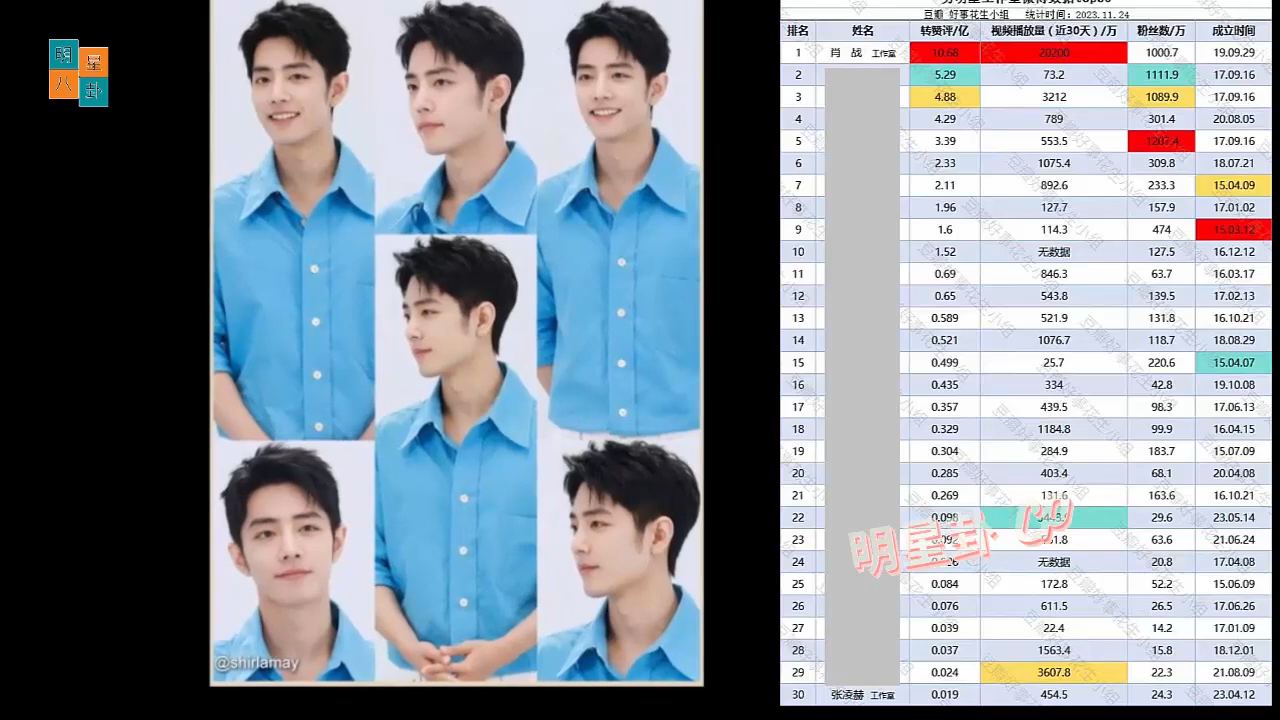 明星
八卦
@shirlamay
豆瓣 好事花生小组 统计时间：2023.11.24
排名 姓名 转赞评/亿 视频播放量（近30天）/万 粉丝数/万 成立时间
1 肖 战 工作室 10.68 20200 1000.7 19.09.29
2 5.29 73.2 1111.9 17.09.16
3 4.88 3212 1089.9 17.09.16
4 4.29 789 301.4 20.08.05
5 3.39 553.5 1207.4 17.09.16
6 2.33 1075.4 309.8 18.07.21
7 2.11 892.6 233.3 15.04.09
8 1.96 127.7 157.9 17.01.02
9 1.6 114.3 474 15.03.12
10 1.52 无数据 127.5 16.12.12
11 0.69 846.3 63.7 16.03.17
12 0.65 543.8 139.5 17.02.13
13 0.589 521.9 131.8 16.10.21
14 0.521 1076.7 118.7 18.08.29
15 0.499 25.7 220.6 15.04.07
16 0.435 334 42.8 19.10.08
17 0.357 439.5 98.3 17.06.13
18 0.329 1184.8 99.9 16.04.15
19 0.304 284.9 183.7 15.07.09
20 0.285 403.4 68.1 20.04.08
21 0.269 131.6 163.6 16.10.21
22 0.098 29.6 23.05.14
23 0.092 63.6 21.06.24
24 无数据 20.8 17.04.08
25 0.084 172.8 52.2 15.06.09
26 0.076 611.5 26.5 17.06.26
27 0.039 22.4 14.2 17.01.09
28 0.037 1563.4 15.8 18.12.01
29 0.024 3607.8 22.3 21.08.09
30 张凌赫 工作室 0.019 454.5 24.3 23.04.12
明星卦
豆瓣好事花生小组